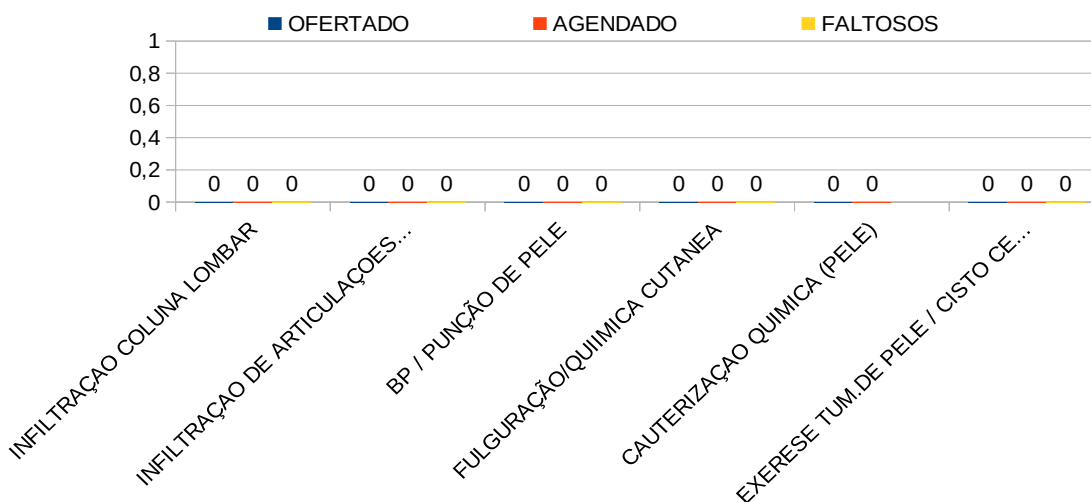 OFERTADO AGENDADO FALTOSOS
1
0,8
0,6
0,4
0,2
0
0 0 0 0 0 0 0 0 0 0 0 0 0 0 0 0 0
INFILTRAÇAO COLUNA LOMBAR
INFILTRAÇAO DE ARTICULAÇOES...
BP / PUNÇÃO DE PELE
FULGURAÇÃO/QUIIMICA CUTANEA
CAUTERIZAÇAO QUIMICA (PELE)
EXERESE TUM.DE PELE / CISTO CE...